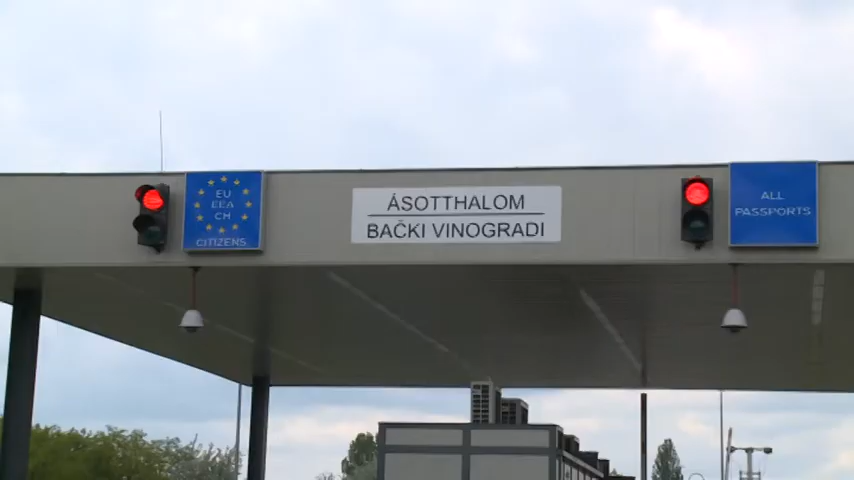 EU
EEA
CH
CITIZENS
ÁSOTTHALOM
BAČKI VINOGRADI
ALL
PASSPORTS